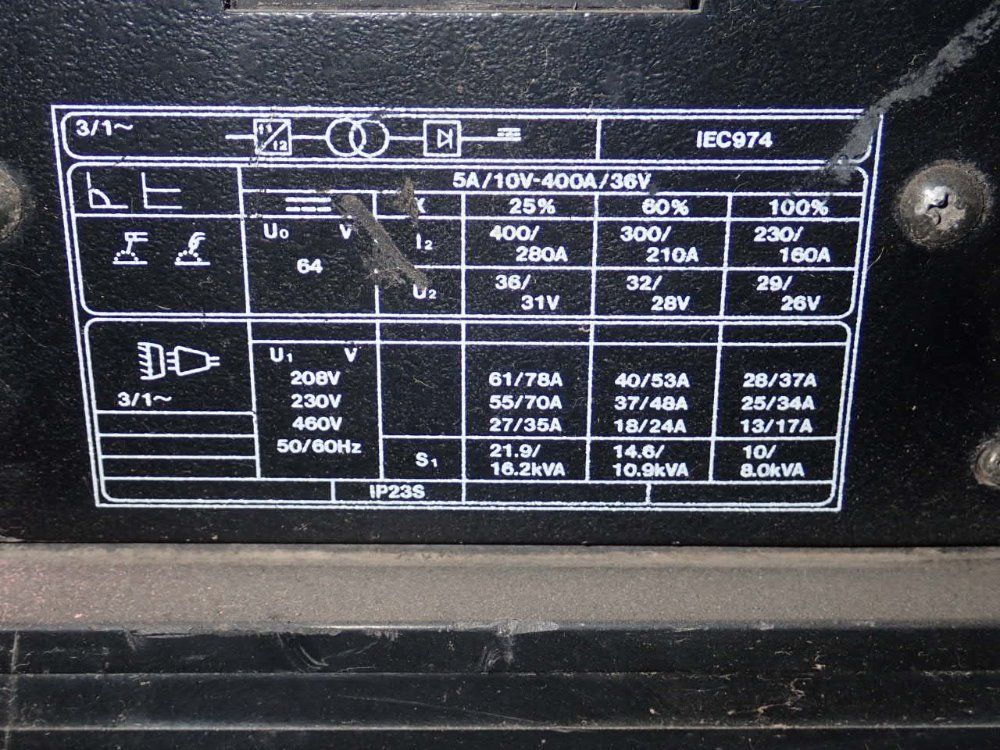 3/1~
f1
f2
IEC974
5A/10V-400A/36V
X 25% 60% 100%
U0 V I2 400/ 300/ 230/
280A 210A 160A
64
U2 36/ 32/ 29/
31V 28V 26V
U1 V
208V 61/78A 40/53A 28/37A
3/1~ 230V 55/70A 37/48A 25/34A
460V 27/35A 18/24A 13/17A
50/60Hz S1 21.9/ 14.6/ 10/
16.2kVA 10.9kVA 8.0kVA
IP23S